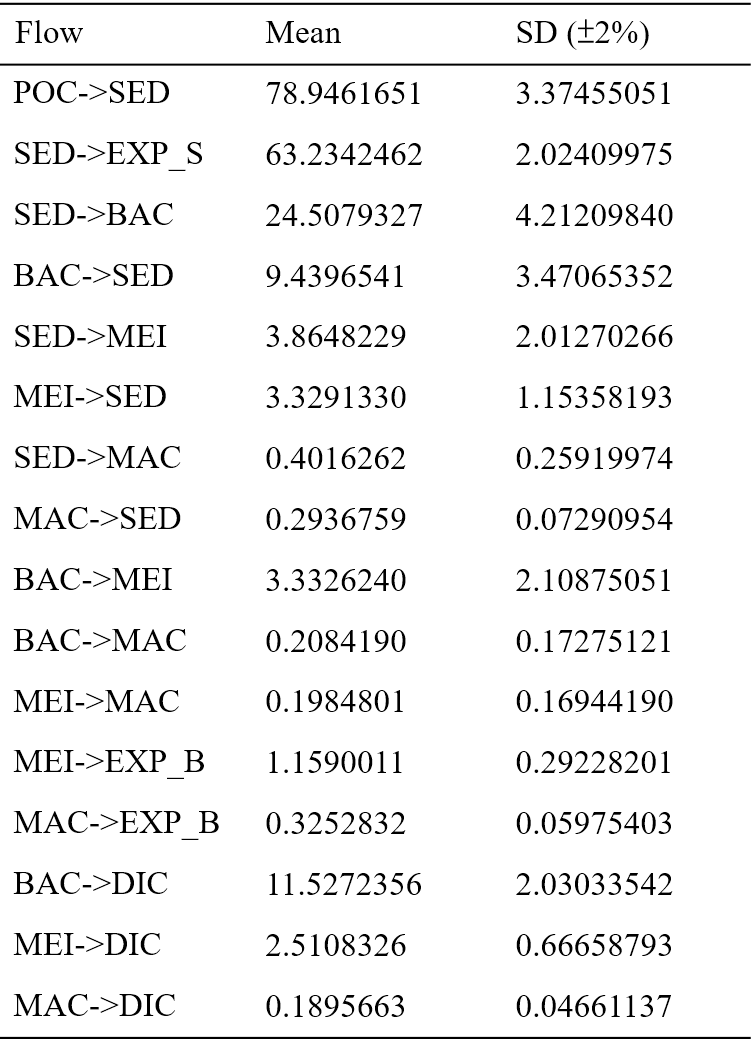 Flow Mean SD (±2%)
POC->SED 78.9461651 3.37455051
SED->EXP_S 63.2342462 2.02409975
SED->BAC 24.5079327 4.21209840
BAC->SED 9.4396541 3.47065352
SED->MEI 3.8648229 2.01270266
MEI->SED 3.3291330 1.15358193
SED->MAC 0.4016262 0.25919974
MAC->SED 0.2936759 0.07290954
BAC->MEI 3.3326240 2.10875051
BAC->MAC 0.2084190 0.17275121
MEI->MAC 0.1984801 0.16944190
MEI->EXP_B 1.1590011 0.29228201
MAC->EXP_B 0.3252832 0.05975403
BAC->DIC 11.5272356 2.03033542
MEI->DIC 2.5108326 0.66658793
MAC->DIC 0.1895663 0.04661137